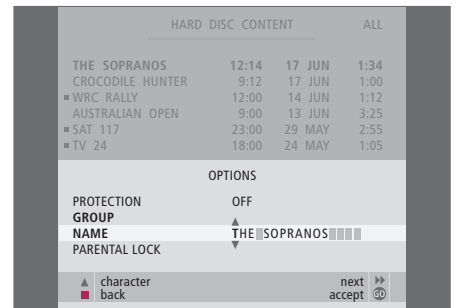 HARD DISC CONTENT ALL
THE SOPRANOS 12:14 17 JUN 1:34
CROCODILE HUNTER 9:12 17 JUN 1:00
WRC RALLY 12:00 14 JUN 1:12
AUSTRALIAN OPEN 9:00 13 JUN 3:25
SAT 117 23:00 29 MAY 2:55
TV 24 18:00 24 MAY 1:05
OPTIONS
PROTECTION OFF
GROUP
NAME THE SOPRANOS
PARENTAL LOCK
character next
back accept GO